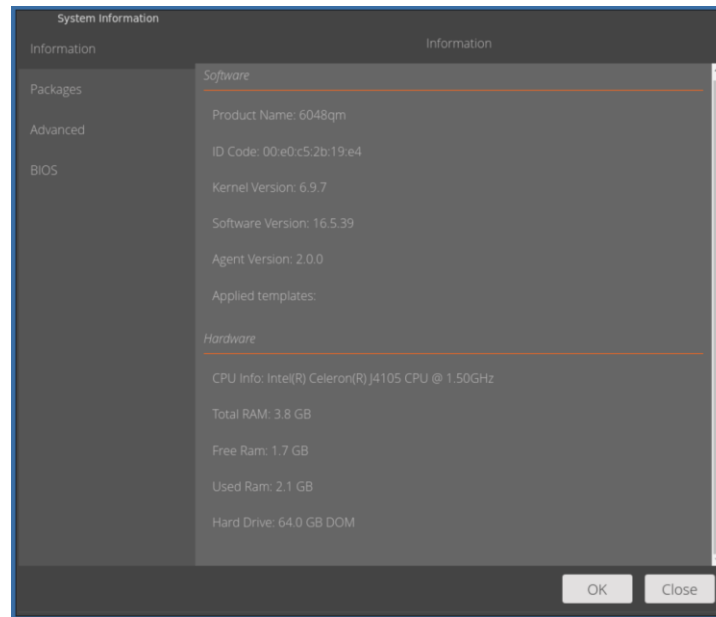 System Information
Information
Packages
Advanced
BIOS
Information
Software
Product Name: 6048qm
ID Code: 00:e0:c5:2b:19:e4
Kernel Version: 6.9.7
Software Version: 16.5.39
Agent Version: 2.0.0
Applied templates:
Hardware
CPU Info: Intel(R) Celeron(R) J4105 CPU @ 1.50GHz
Total RAM: 3.8 GB
Free Ram: 1.7 GB
Used Ram: 2.1 GB
Hard Drive: 64.0 GB DOM
OK
Close